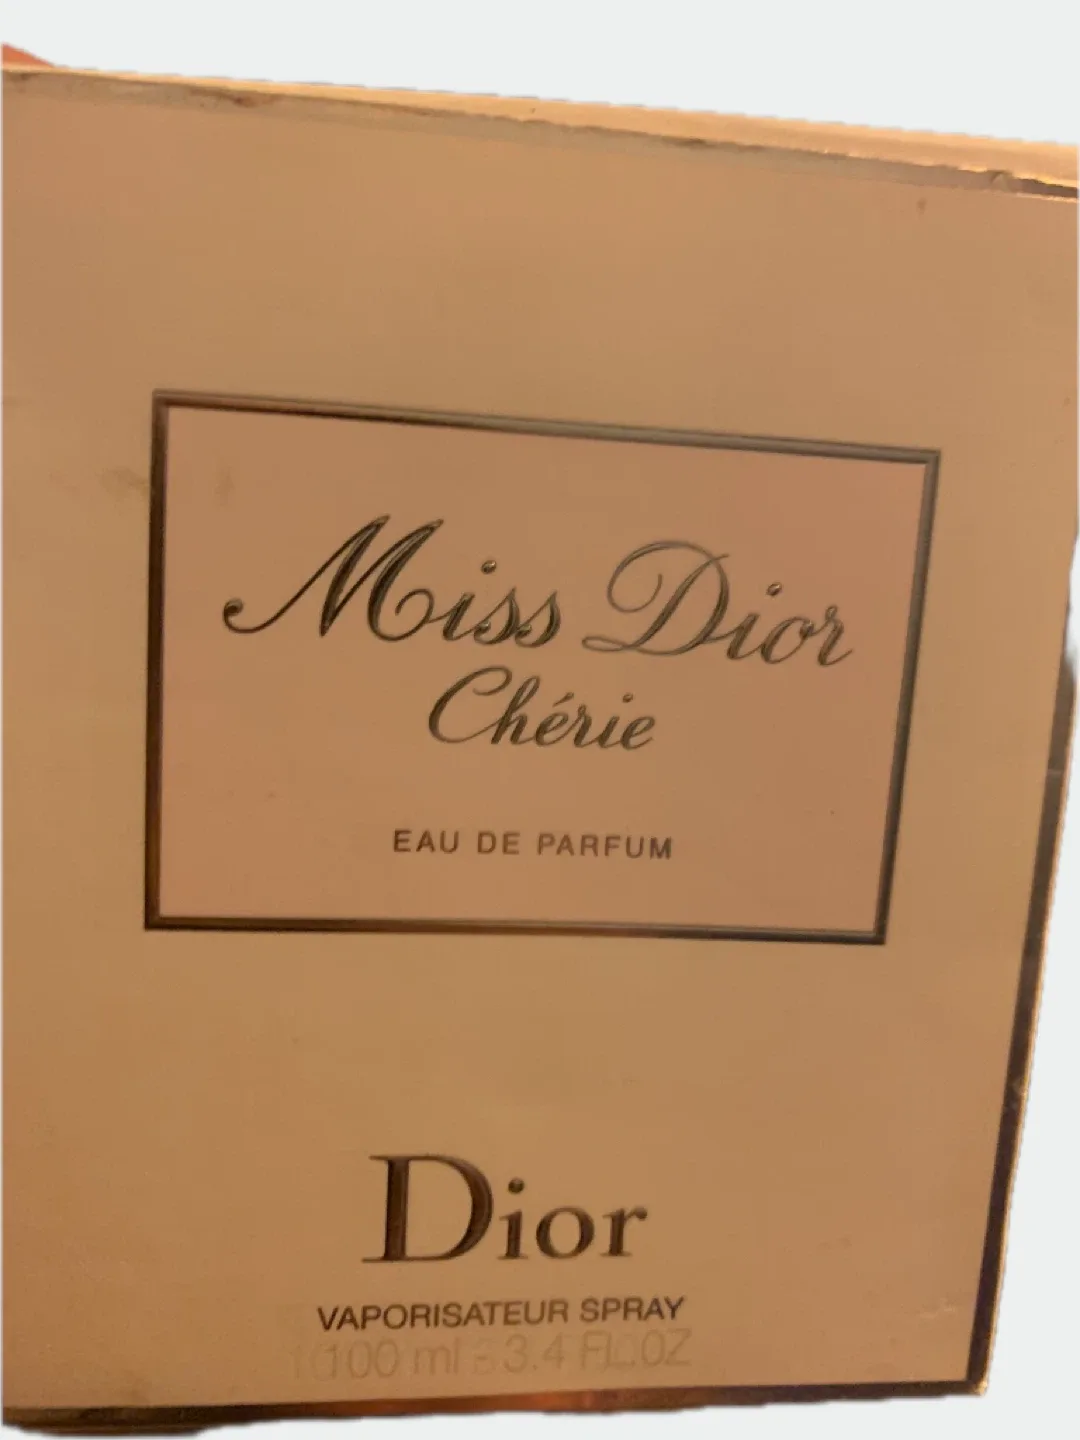 Miss Dior
Chérie
EAU DE PARFUM
Dior
VAPORISATEUR SPRAY
100 ml - 3.4 FL.OZ